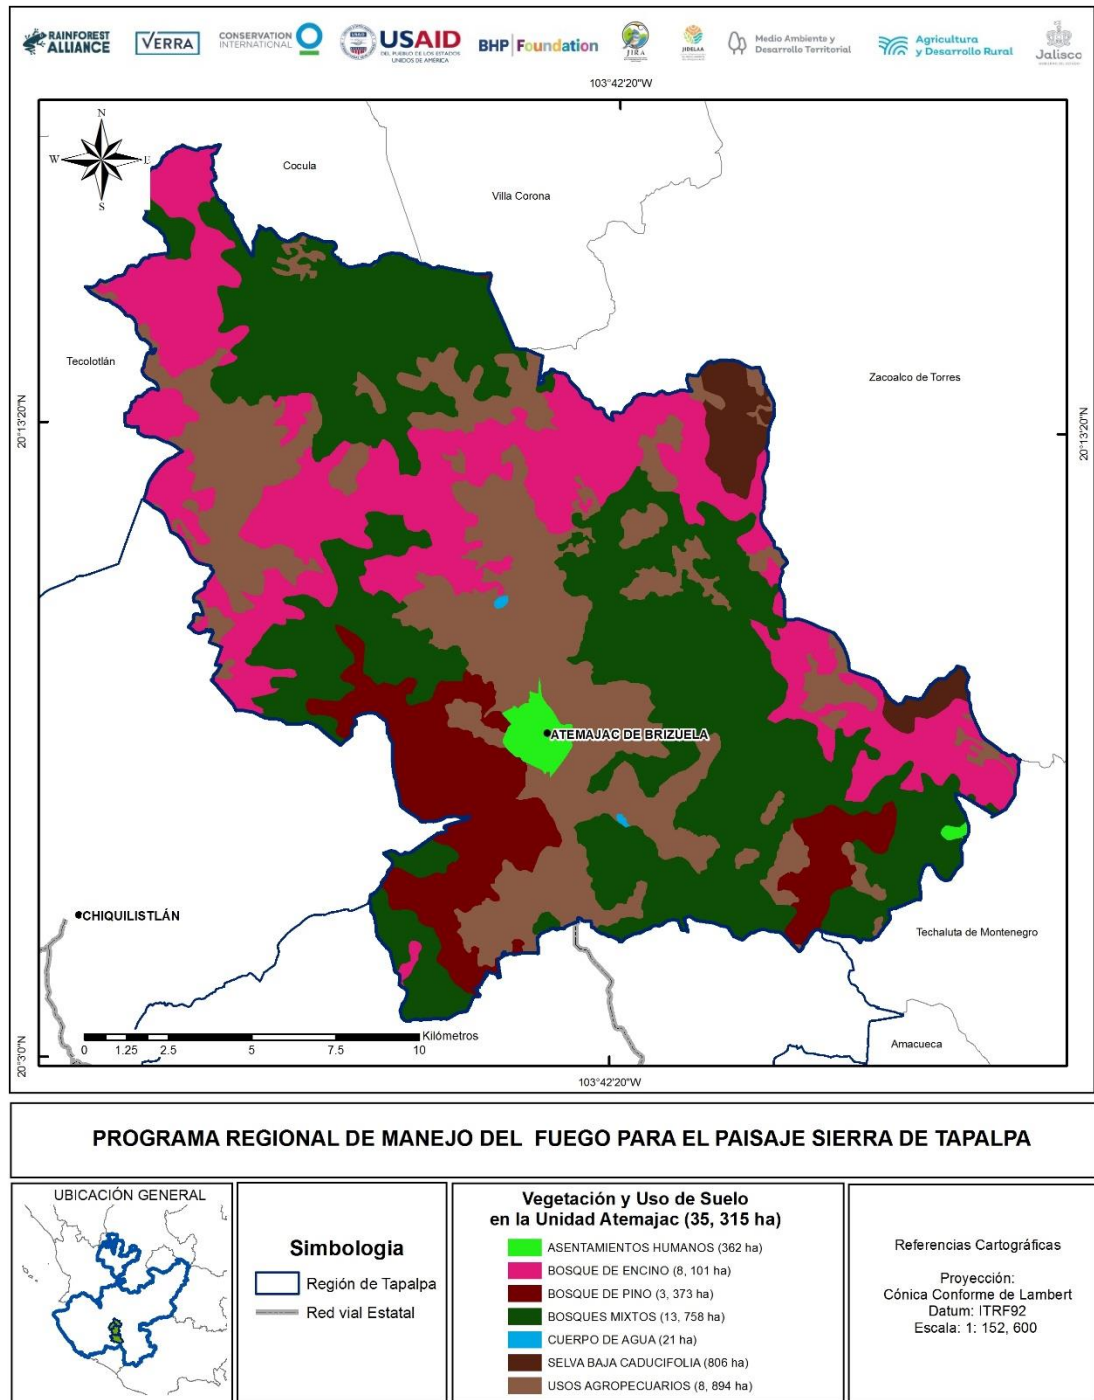 RAINFOREST
ALLIANCE
VERRA
CONSERVATION
INTERNATIONAL
USAID
DEL PUEBLO DE LOS ESTADOS
UNIDOS DE AMÉRICA
BHP Foundation
JIRA
JIDELAA
Medio Ambiente y
Desarrollo Territorial
Agricultura
y Desarrollo Rural
Jalisco
103°42'20"W
N
W E
S
Cocula
Villa Corona
Tecolotlán
Zacoalco de Torres
20°13'20"N
20°13'20"N
ATEMAJAC DE BRIZUELA
CHIQUILISTLÁN
Techaluta de Montenegro
Amacueca
Kilómetros
0 1.25 2.5 5 7.5 10
20°3'0"N
20°3'0"N
103°42'20"W
PROGRAMA REGIONAL DE MANEJO DEL FUEGO PARA EL PAISAJE SIERRA DE TAPALPA
UBICACIÓN GENERAL
Simbologia
Región de Tapalpa
Red vial Estatal
Vegetación y Uso de Suelo
en la Unidad Atemajac (35, 315 ha)
ASENTAMIENTOS HUMANOS (362 ha)
BOSQUE DE ENCINO (8, 101 ha)
BOSQUE DE PINO (3, 373 ha)
BOSQUES MIXTOS (13, 758 ha)
CUERPO DE AGUA (21 ha)
SELVA BAJA CADUCIFOLIA (806 ha)
USOS AGROPECUARIOS (8, 894 ha)
Referencias Cartográficas
Proyección:
Cónica Conforme de Lambert
Datum: ITRF92
Escala: 1: 152, 600